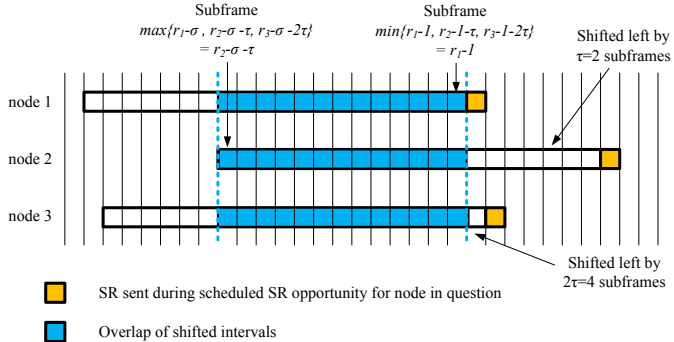 Subframe
max{r1-σ , r2-σ -τ, r3-σ -2τ}
= r2-σ -τ
Subframe
min{r1-1, r2-1-τ, r3-1-2τ}
= r1-1
Shifted left by
τ=2 subframes
node 1
node 2
node 3
Shifted left by
2τ=4 subframes
SR sent during scheduled SR opportunity for node in question
Overlap of shifted intervals